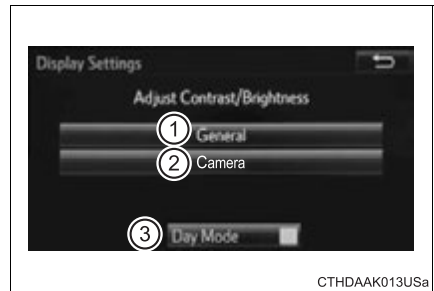 Display Settings
Adjust Contrast/Brightness
1 General
2 Camera
3 Day Mode
CTHDAAK013USa